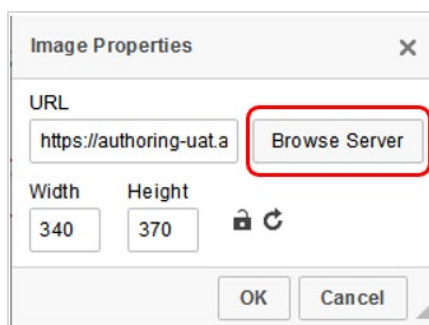 Image Properties
URL
https://authoring-uat.a
Browse Server
Width
Height
340
370
OK
Cancel